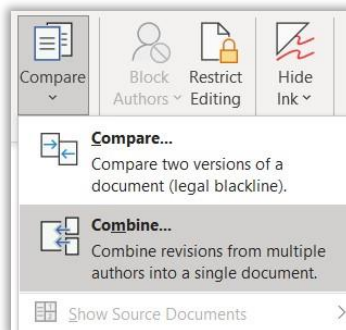 Compare
Block Authors
Restrict Editing
Hide Ink
Compare...
Compare two versions of a
document (legal blackline).
Combine...
Combine revisions from multiple
authors into a single document.
Show Source Documents